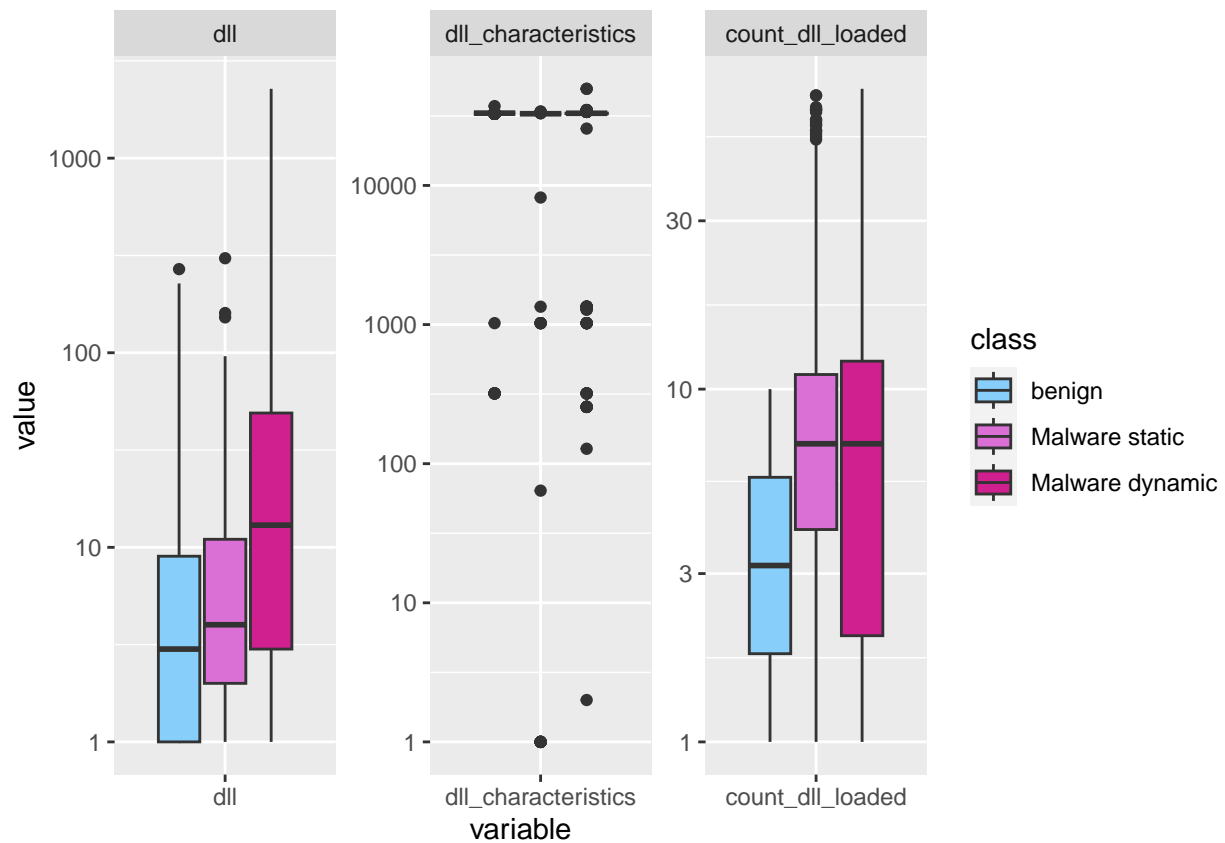 dll
dll_characteristics
count_dll_loaded
value
1000
100
10
1
10000
1000
100
10
1
30
10
3
1
dll
dll_characteristics
count_dll_loaded
variable
class
benign
Malware static
Malware dynamic